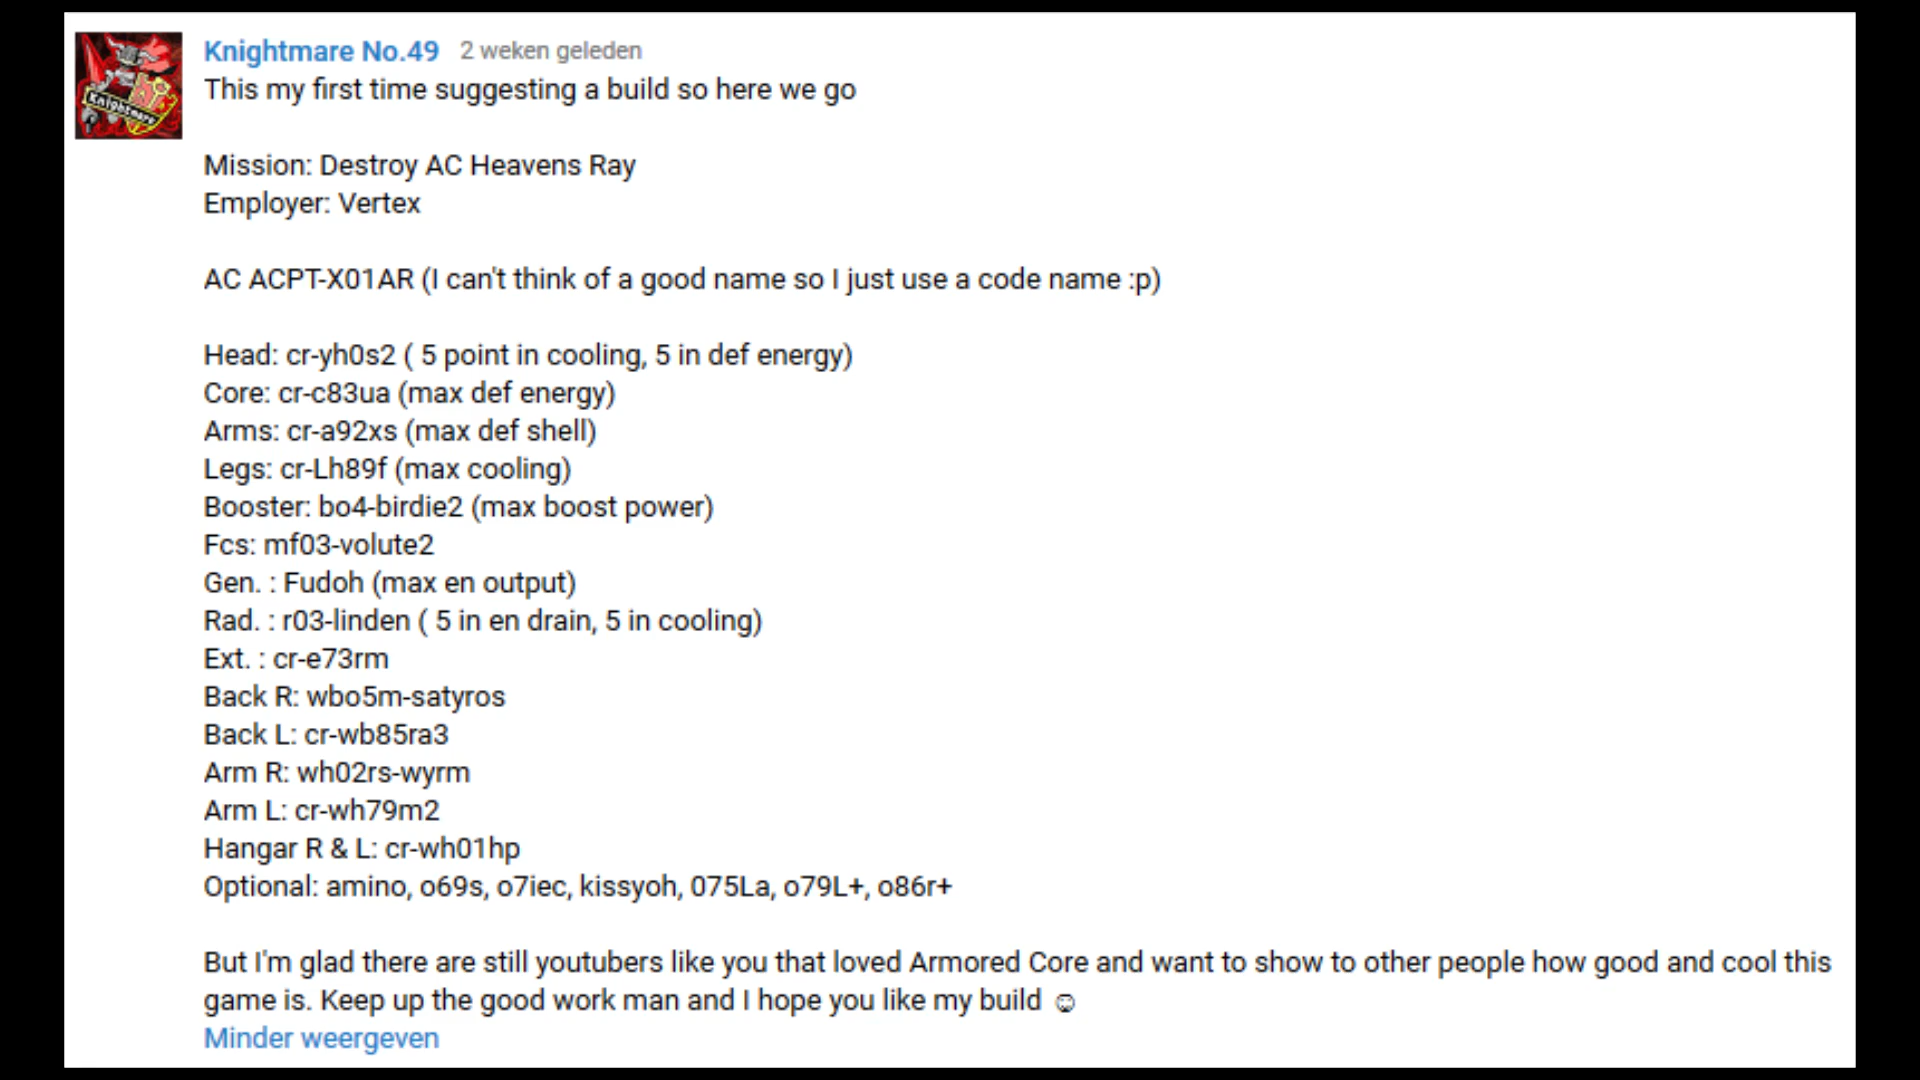 Knightmare No.49 2 weken geleden
This my first time suggesting a build so here we go
Mission: Destroy AC Heavens Ray
Employer: Vertex
AC ACPT-X01AR (I can't think of a good name so I just use a code name :p)
Head: cr-yh0s2 ( 5 point in cooling, 5 in def energy)
Core: cr-c83ua (max def energy)
Arms: cr-a92xs (max def shell)
Legs: cr-Lh89f (max cooling)
Booster: bo4-birdie2 (max boost power)
Fcs: mf03-volute2
Gen. : Fudoh (max en output)
Rad. : r03-linden ( 5 in en drain, 5 in cooling)
Ext. : cr-e73rm
Back R: wbo5m-satyros
Back L: cr-wb85ra3
Arm R: wh02rs-wyrm
Arm L: cr-wh79m2
Hangar R & L: cr-wh01hp
Optional: amino, o69s, o7iec, kissyoh, 075La, o79L+, o86r+
But I'm glad there are still youtubers like you that loved Armored Core and want to show to other people how good and cool this
game is. Keep up the good work man and I hope you like my build
Minder weergeven
Knightmare